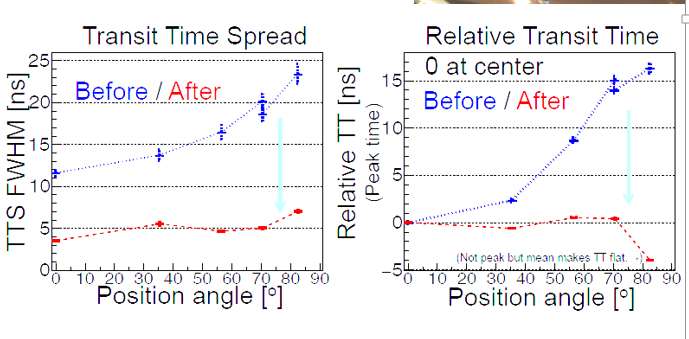 Transit Time Spread
TTS FWHM [ns]
25
20
15
10
5
0
Before / After
0 10 20 30 40 50 60 70 80 90
Position angle [°]
Relative Transit Time
Relative TT [ns]
(Peak time)
15
10
5
0
−5
0 at center
Before / After
(Not peak but mean makes TT flat. )
0 10 20 30 40 50 60 70 80 90
Position angle [°]